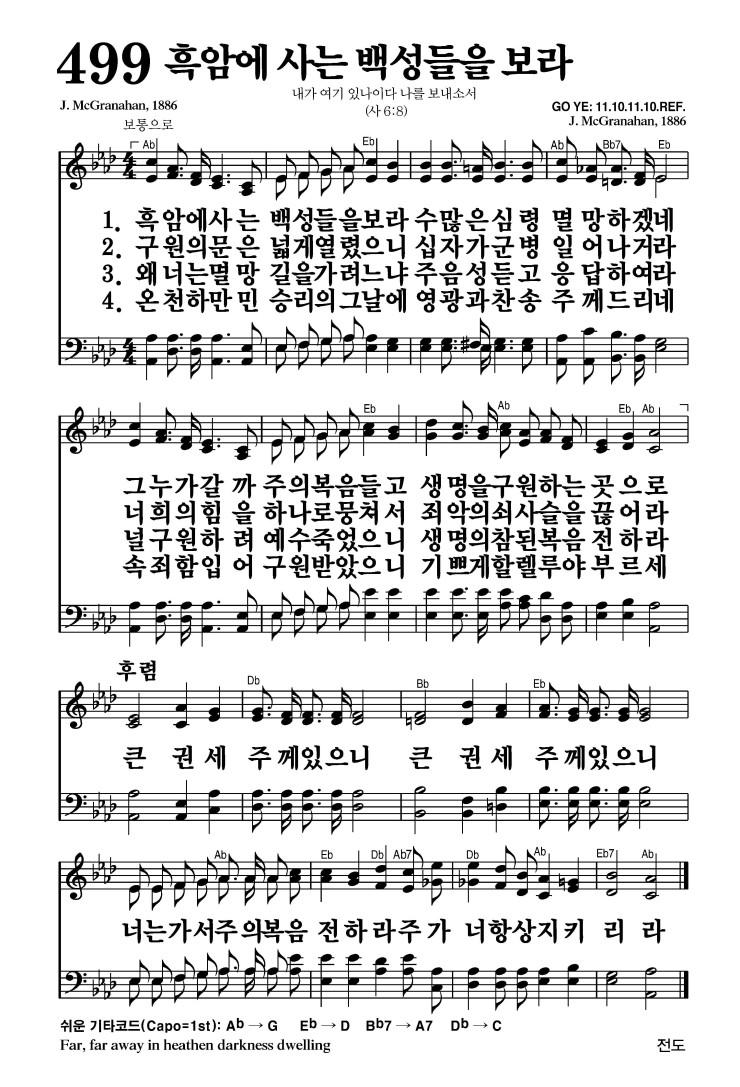 499 흑암에 사는 백성들을 보라
내가 여기 있나이다 나를 보내소서
(사 6:8)
J. McGranahan, 1886
GO YE: 11.10.11.10.REF.
J. McGranahan, 1886
보통으로
Ab Eb Ab Bb7 Eb
1. 흑암에사는 백성들을보라 수많은심령 멸망하겠네
2. 구원의문은 넓게열렸으니 십자가군병 일어나거라
3. 왜너는멸망 길을가려느냐 주음성듣고 응답하여라
4. 온천하만민 승리의그날에 영광과찬송 주께드리네
Eb Ab Eb Ab
그누가갈까 주의복음들고 생명을구원하는곳으로
너희의힘을 하나로뭉쳐서 죄악의쇠사슬을끊어라
널구원하려 예수죽었으니 생명의참된복음전하라
속죄함입어 구원받았으니 기쁘게할렐루야부르세
후렴
Db Bb Eb
큰 권세 주께있으니 큰 권세 주께있으니
Ab Eb Db Ab7 Db Ab Eb7 Ab
너는가서주의복음 전하라주가 너항상지키리라
쉬운 기타코드(Capo=1st): Ab → G Eb → D Bb7 → A7 Db → C
Far, far away in heathen darkness dwelling
전도